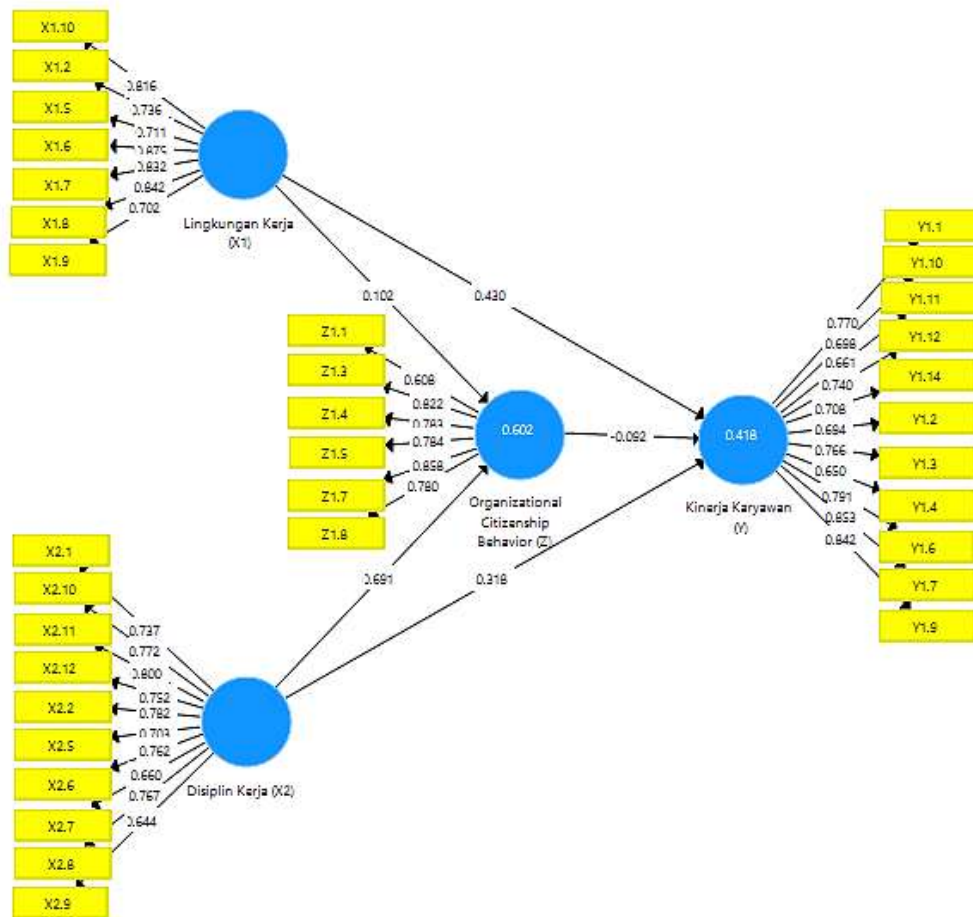 X1.10
X1.2
X1.5
X1.6
X1.7
X1.8
X1.9
0.816
0.736
0.711
0.875
0.832
0.842
0.702
Lingkungan Kerja
(X1)
0.102
0.430
Z1.1
Z1.3
Z1.4
Z1.5
Z1.7
Z1.8
0.608
0.822
0.783
0.784
0.858
0.780
0.602
Organizational
Citizenship
Behavior (Z)
-0.092
0.691
0.318
0.418
Kinerja Karyawan
(Y)
0.770
0.698
0.661
0.740
0.708
0.694
0.766
0.650
0.791
0.853
0.842
Y1.1
Y1.10
Y1.11
Y1.12
Y1.14
Y1.2
Y1.3
Y1.4
Y1.6
Y1.7
Y1.9
X2.1
X2.10
X2.11
X2.12
X2.2
X2.5
X2.6
X2.7
X2.8
X2.9
0.737
0.772
0.800
0.752
0.782
0.703
0.762
0.660
0.767
0.644
Disiplin Kerja (X2)